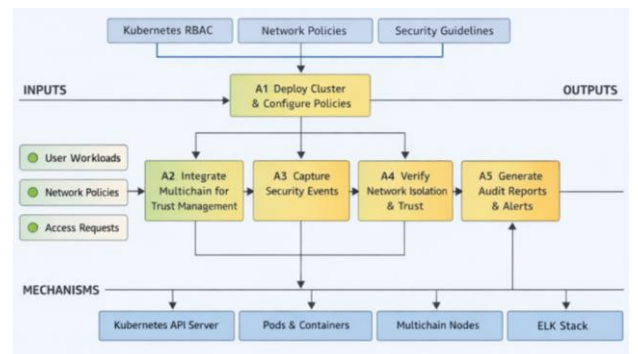 Kubernetes RBAC
Network Policies
Security Guidelines
INPUTS
A1 Deploy Cluster
& Configure Policies
OUTPUTS
User Workloads
Network Policies
Access Requests
A2 Integrate
Multichain for
Trust Management
A3 Capture
Security Events
A4 Verify
Network Isolation
& Trust
A5 Generate
Audit Reports
& Alerts
MECHANISMS
Kubernetes API Server
Pods & Containers
Multichain Nodes
ELK Stack